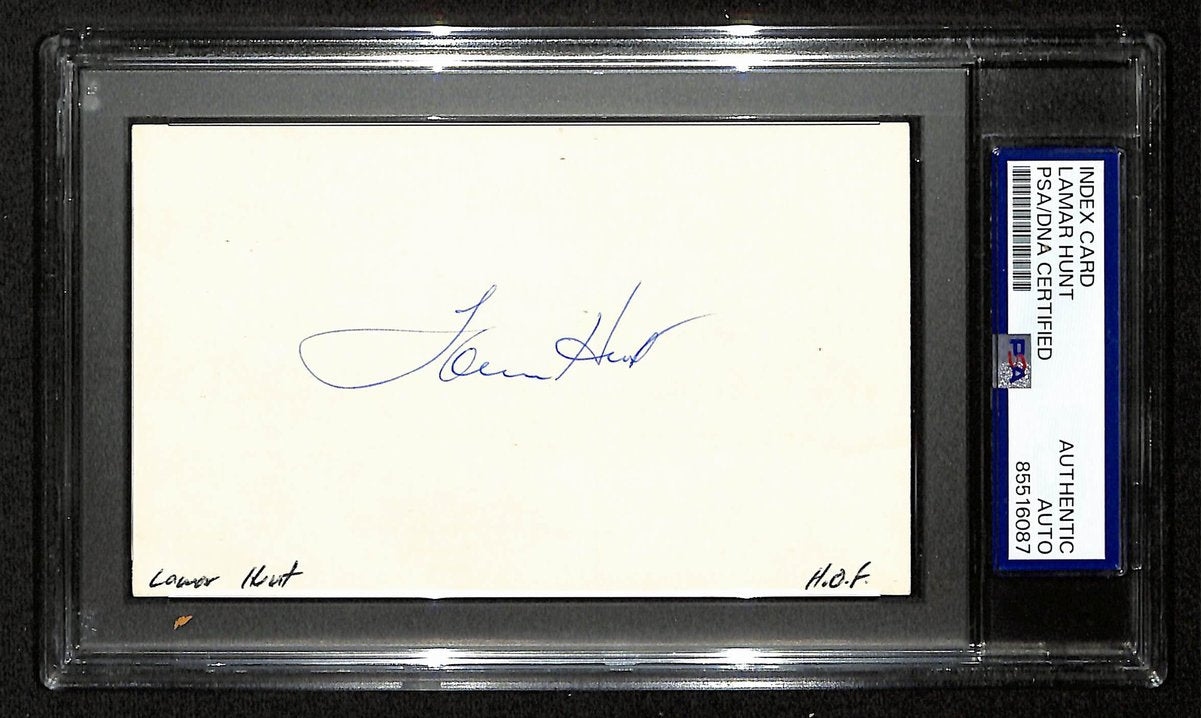 Lamar Hunt
Lamar Hunt
H.O.F.
INDEX CARD
LAMAR HUNT
PSA/DNA CERTIFIED
PSA
AUTHENTIC
AUTO
85516087